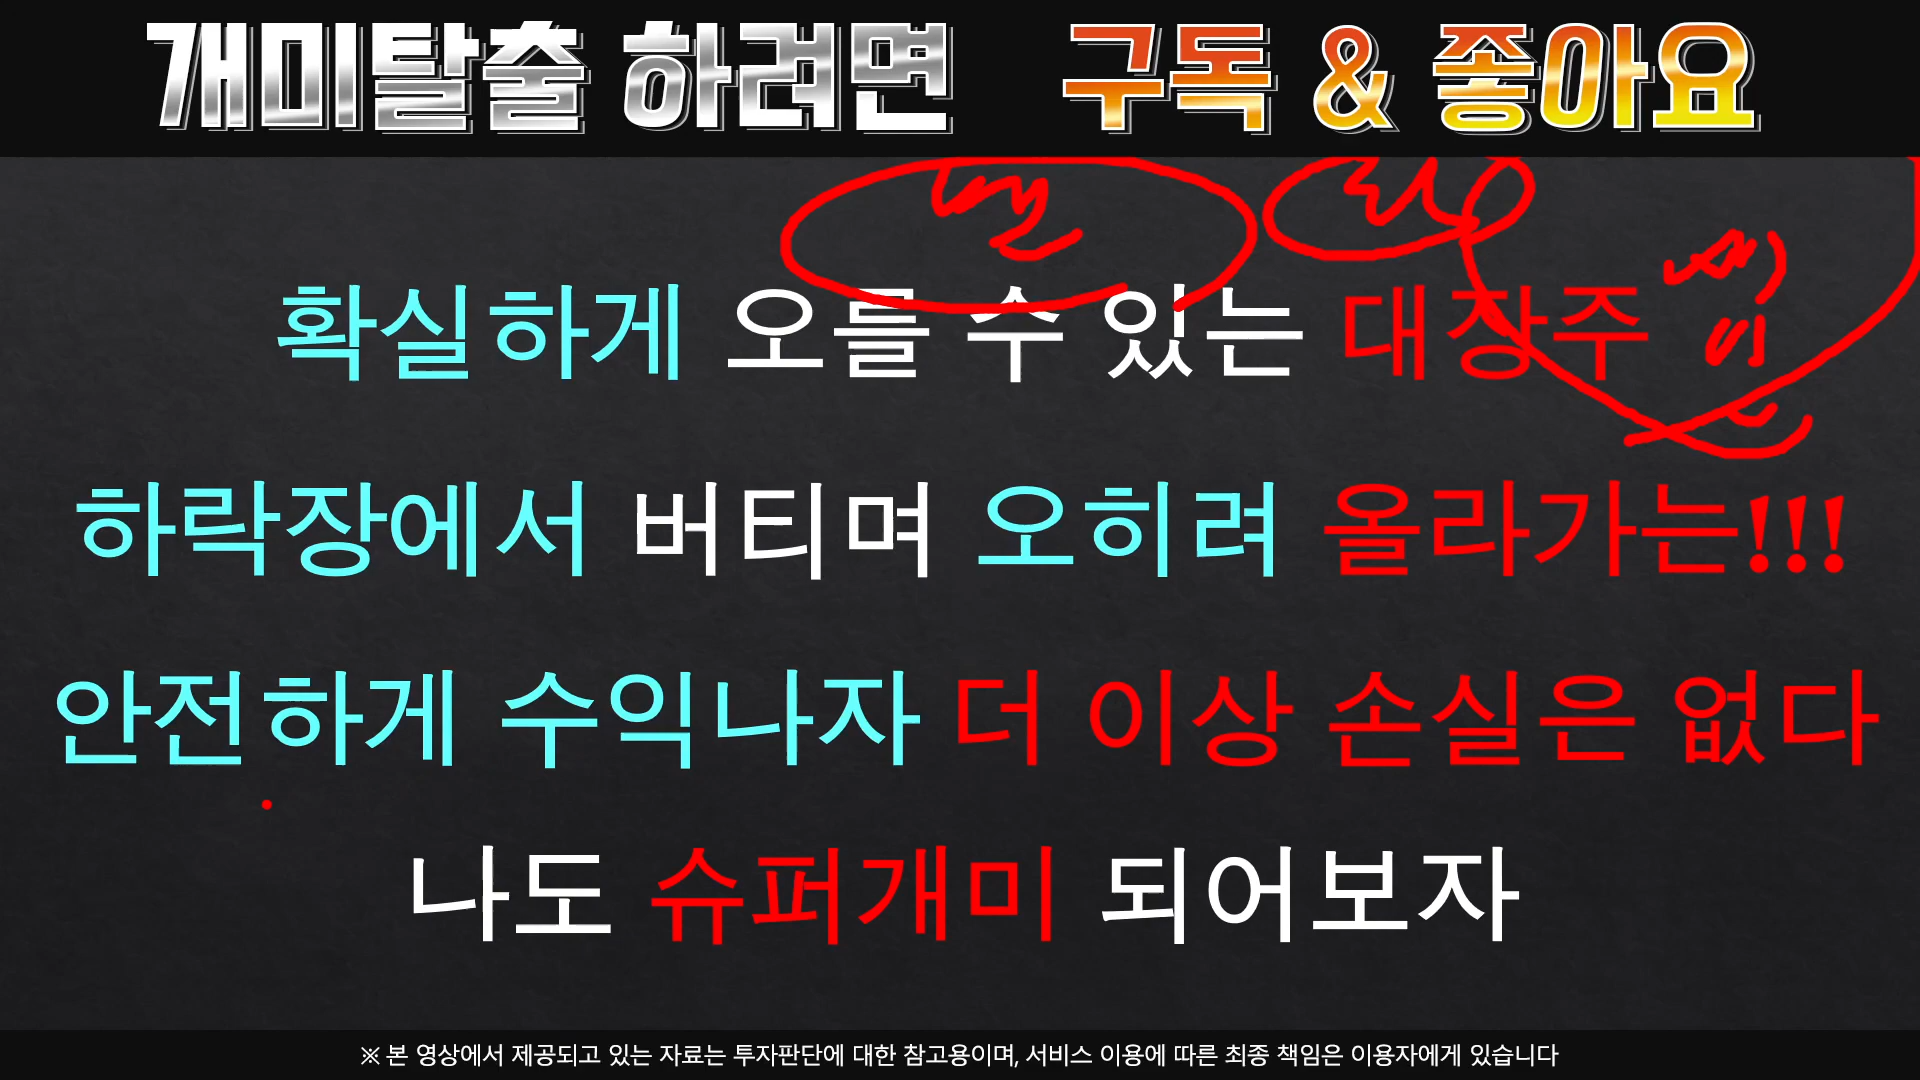 개미탈출 하려면 구독 & 좋아요
확실하게 오를 수 있는 대장주
하락장에서 버티며 오히려 올라가는!!!
안전하게 수익나자 더 이상 손실은 없다
나도 슈퍼개미 되어보자
※ 본 영상에서 제공되고 있는 자료는 투자판단에 대한 참고용이며, 서비스 이용에 따른 최종 책임은 이용자에게 있습니다